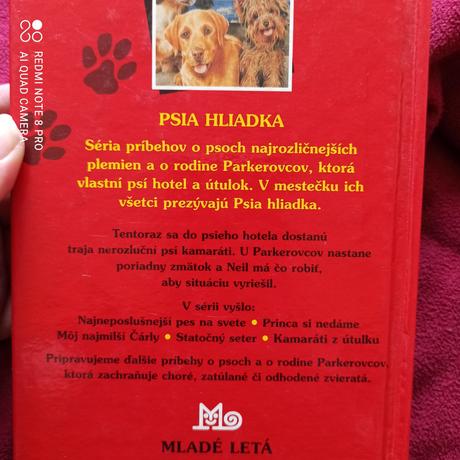 REDMI NOTE 8 PRO
AI QUAD CAMERA
PSIA HLIADKA
Séria príbehov o psoch najrozličnejších
plemien a o rodine Parkerovcov, ktorá
vlastní psí hotel a útulok. V mestečku ich
všetci prezývajú Psia hliadka.
Tentoraz sa do psieho hotela dostanú
traja nerozluční psí kamaráti. U Parkerovcov nastane
poriadny zmätok a Neil má čo robiť,
aby situáciu vyriešil.
V sérii vyšlo:
Najneposlušnejší pes na svete • Princa si nedáme
Môj najmilší Čárly • Statočný seter • Kamaráti z útulku
Pripravujeme ďalšie príbehy o psoch a o rodine Parkerovcov,
ktorá zachraňuje choré, zatúlané či odhodené zvieratá.
MLADÉ LETÁ